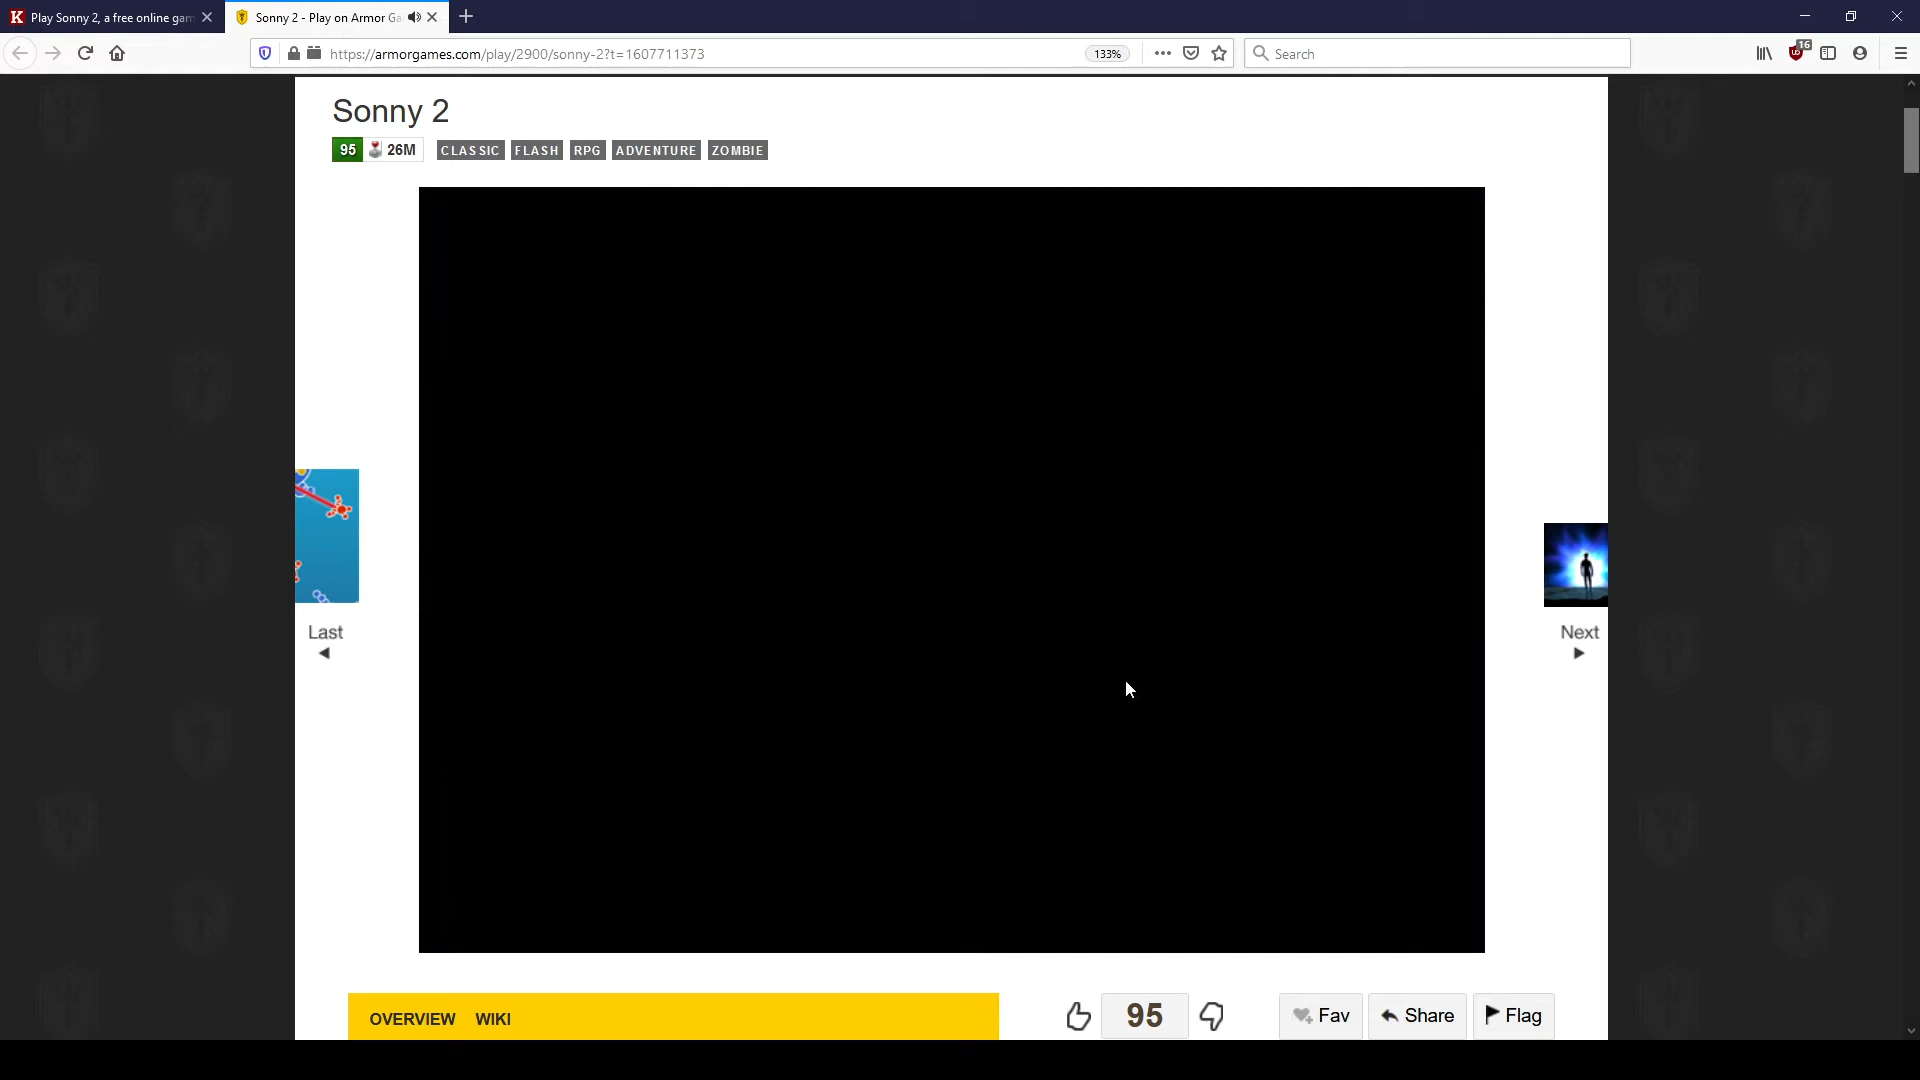 Play Sonny 2, a free online gam
Sonny 2 - Play on Armor Ga
https://armorgames.com/play/2900/sonny-2?t=1607711373
133%
Search
16
Sonny 2
95 26M CLASSIC FLASH RPG ADVENTURE ZOMBIE
Last
Next
OVERVIEW WIKI
95
Fav
Share
Flag